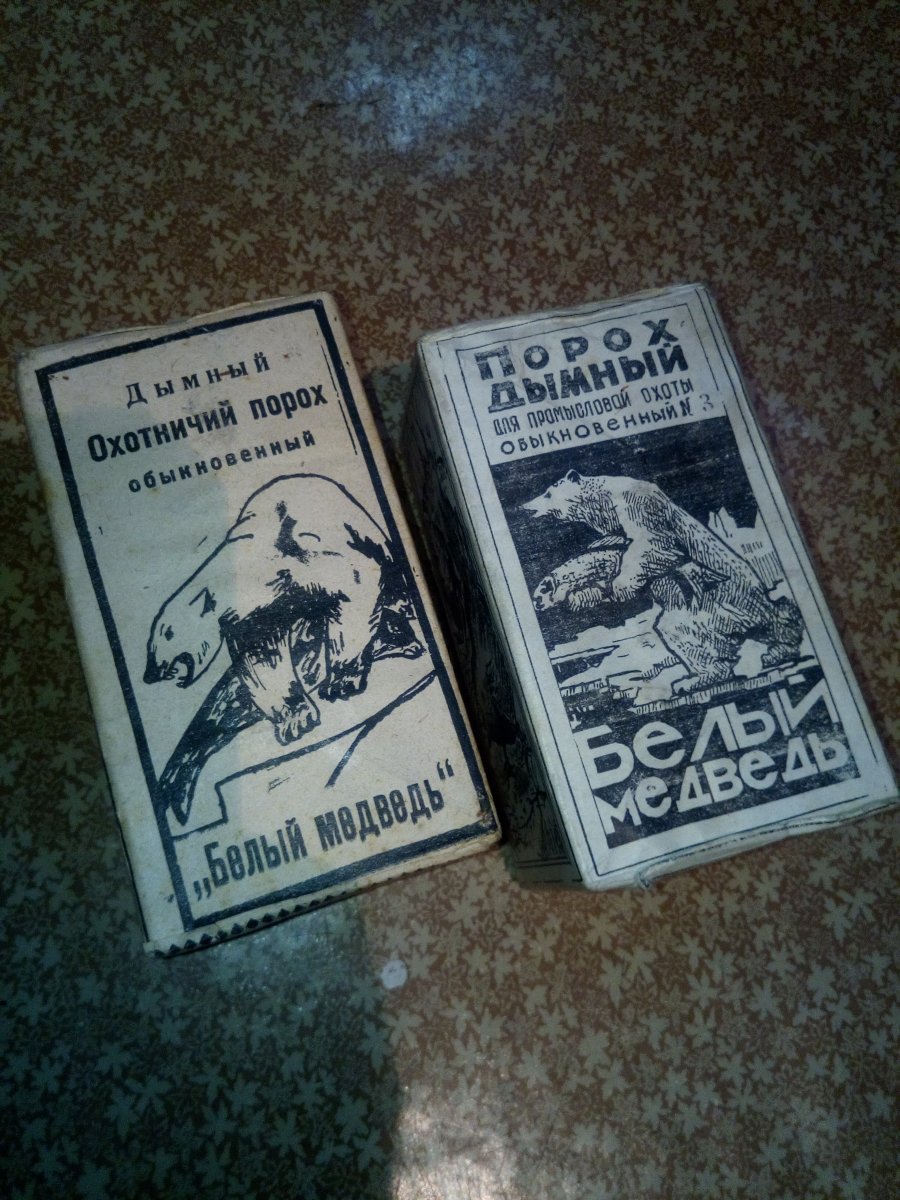 Дымный
Охотничий порох
обыкновенный
„Белый медведь“
Порох
дымный
для промысловой охоты
обыкновенный № 3
Белый
медведь